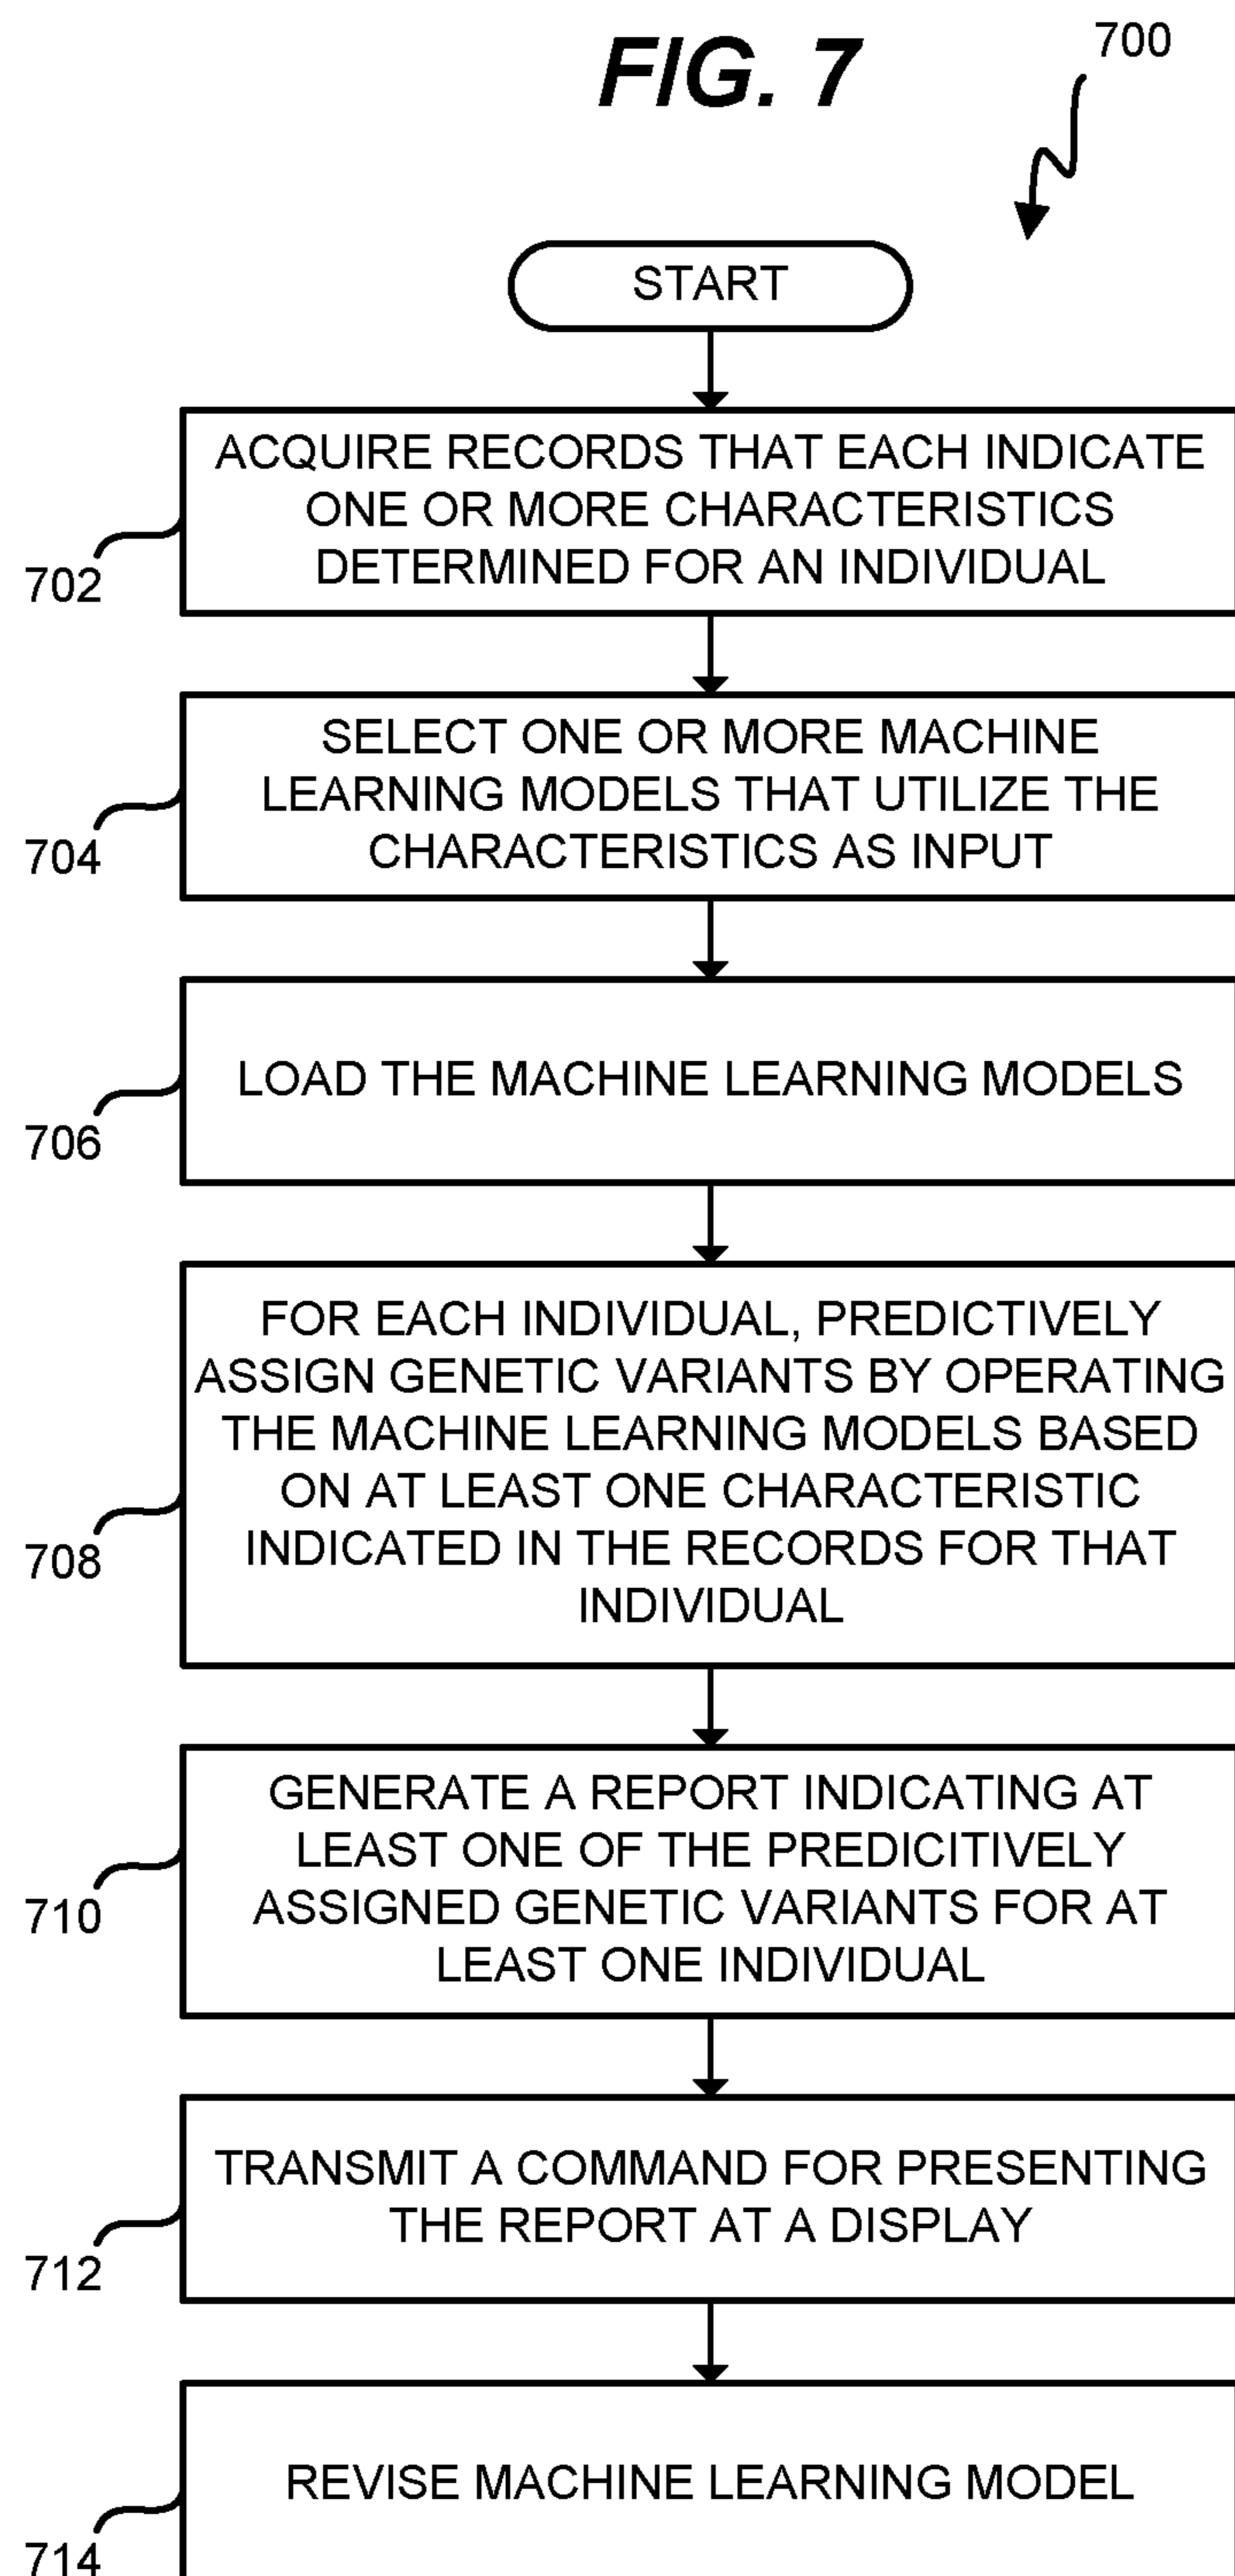 FIG. 7
700
START
ACQUIRE RECORDS THAT EACH INDICATE
ONE OR MORE CHARACTERISTICS
DETERMINED FOR AN INDIVIDUAL
702
SELECT ONE OR MORE MACHINE
LEARNING MODELS THAT UTILIZE THE
CHARACTERISTICS AS INPUT
704
LOAD THE MACHINE LEARNING MODELS
706
FOR EACH INDIVIDUAL, PREDICTIVELY
ASSIGN GENETIC VARIANTS BY OPERATING
THE MACHINE LEARNING MODELS BASED
ON AT LEAST ONE CHARACTERISTIC
INDICATED IN THE RECORDS FOR THAT
INDIVIDUAL
708
GENERATE A REPORT INDICATING AT
LEAST ONE OF THE PREDICITIVELY
ASSIGNED GENETIC VARIANTS FOR AT
LEAST ONE INDIVIDUAL
710
TRANSMIT A COMMAND FOR PRESENTING
THE REPORT AT A DISPLAY
712
REVISE MACHINE LEARNING MODEL
714